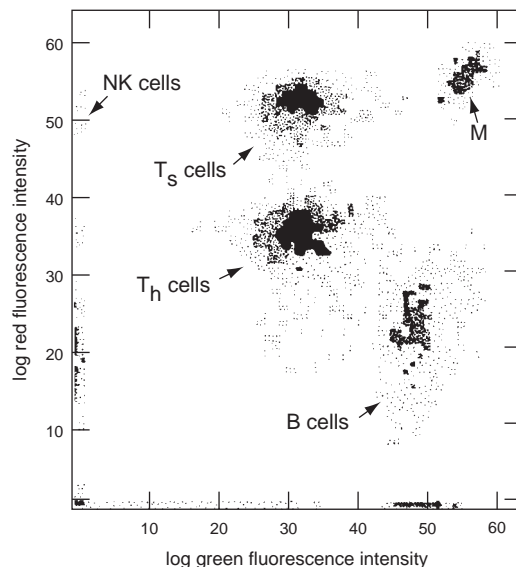 60
NK cells
50
M
Ts cells
40
30
Th cells
20
B cells
10
10 20 30 40 50 60
log green fluorescence intensity
log red fluorescence intensity